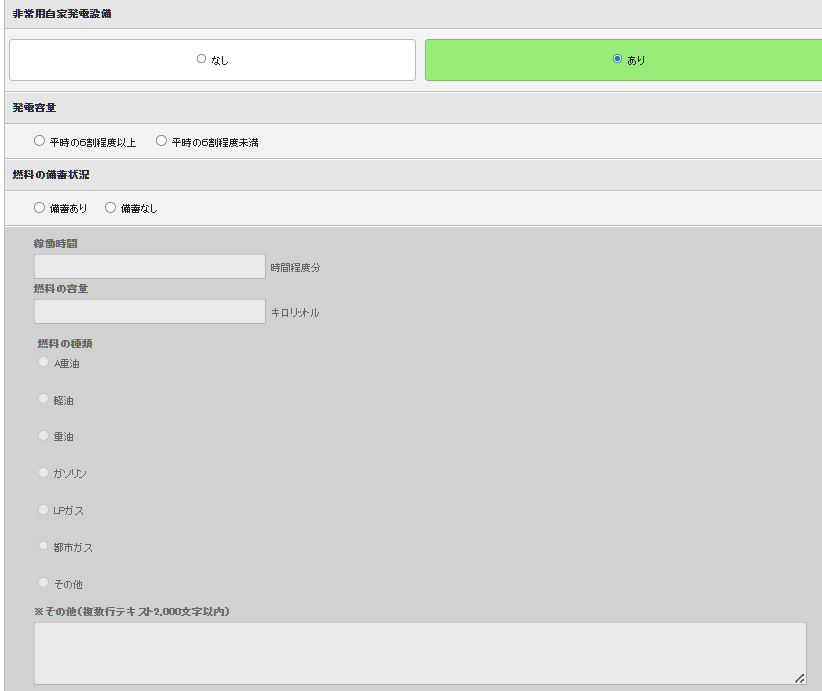 非常用自家発電設備
なし
あり
発電容量
平時の6割程度以上 平時の6割程度未満
燃料の備蓄状況
備蓄あり 備蓄なし
稼働時間
時間程度分
燃料の容量
キロリットル
燃料の種類
A重油
軽油
重油
ガソリン
LPガス
都市ガス
その他
※その他(複数行テキスト2,000文字以内)